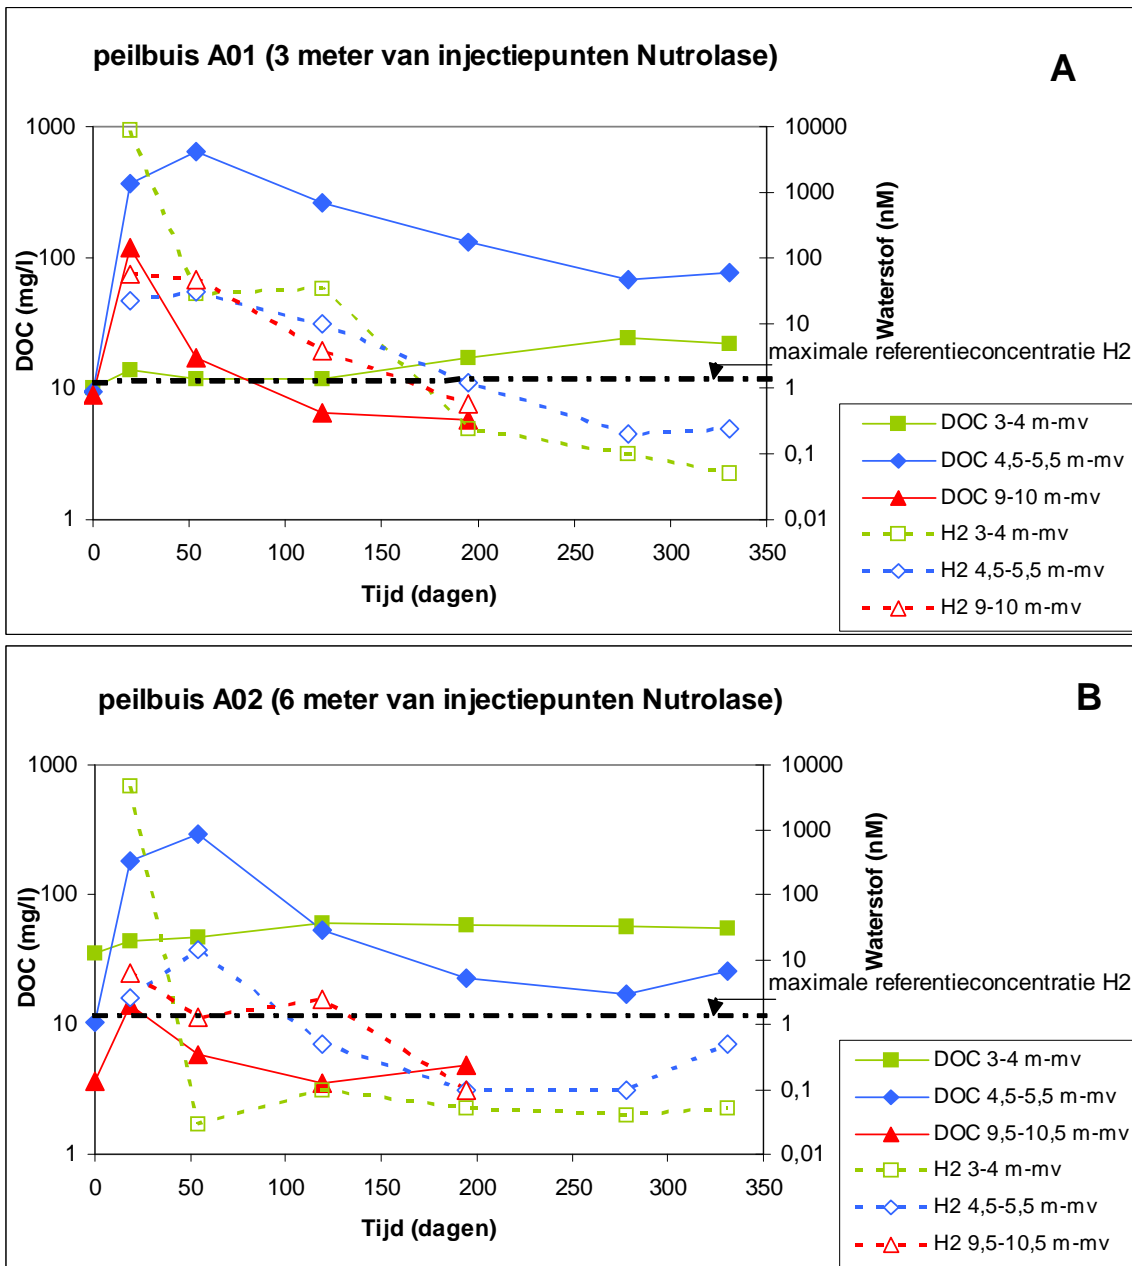 peilbuis A01 (3 meter van injectiepunten Nutrolase)
A
DOC (mg/l)
1000
100
10
1
10000
1000
100
10
1
0,1
0,01
Waterstof (nM)
maximale referentieconcentratie H2
0 50 100 150 200 250 300 350
Tijd (dagen)
DOC 3-4 m-mv
DOC 4,5-5,5 m-mv
DOC 9-10 m-mv
H2 3-4 m-mv
H2 4,5-5,5 m-mv
H2 9-10 m-mv
peilbuis A02 (6 meter van injectiepunten Nutrolase)
B
DOC (mg/l)
1000
100
10
1
10000
1000
100
10
1
0,1
0,01
Waterstof (nM)
maximale referentieconcentratie H2
0 50 100 150 200 250 300 350
Tijd (dagen)
DOC 3-4 m-mv
DOC 4,5-5,5 m-mv
DOC 9,5-10,5 m-mv
H2 3-4 m-mv
H2 4,5-5,5 m-mv
H2 9,5-10,5 m-mv